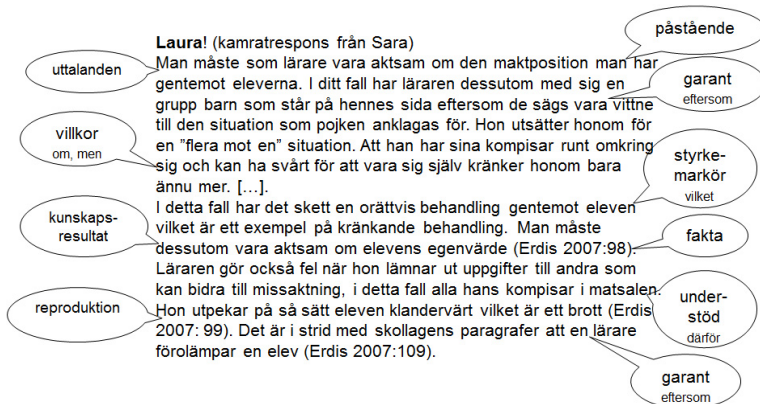 Laura! (kamratrespons från Sara)
Man måste som lärare vara aktsam om den maktposition man har
gentemot eleverna. I ditt fall har läraren dessutom med sig en
grupp barn som står på hennes sida eftersom de sägs vara vittne
till den situation som pojken anklagas för. Hon utsätter honom för
en ”flera mot en” situation. Att han har sina kompisar runt omkring
sig och kan ha svårt för att vara sig själv kränker honom bara
ännu mer. […].
I detta fall har det skett en orättvis behandling gentemot eleven
vilket är ett exempel på kränkande behandling. Man måste
dessutom vara aktsam om elevens egenvärde (Erdis 2007:98).
Läraren gör också fel när hon lämnar ut uppgifter till andra som
kan bidra till missaktning, i detta fall alla hans kompisar i matsalen.
Hon utpekar på så sätt eleven klandervärt vilket är ett brott (Erdis
2007: 99). Det är i strid med skollagens paragrafer att en lärare
förolämpar en elev (Erdis 2007:109).
uttalanden
villkor
om, men
kunskaps-
resultat
reproduktion
påstående
garant
eftersom
styrke-
markör
vilket
fakta
under-
stöd
därför
garant
eftersom